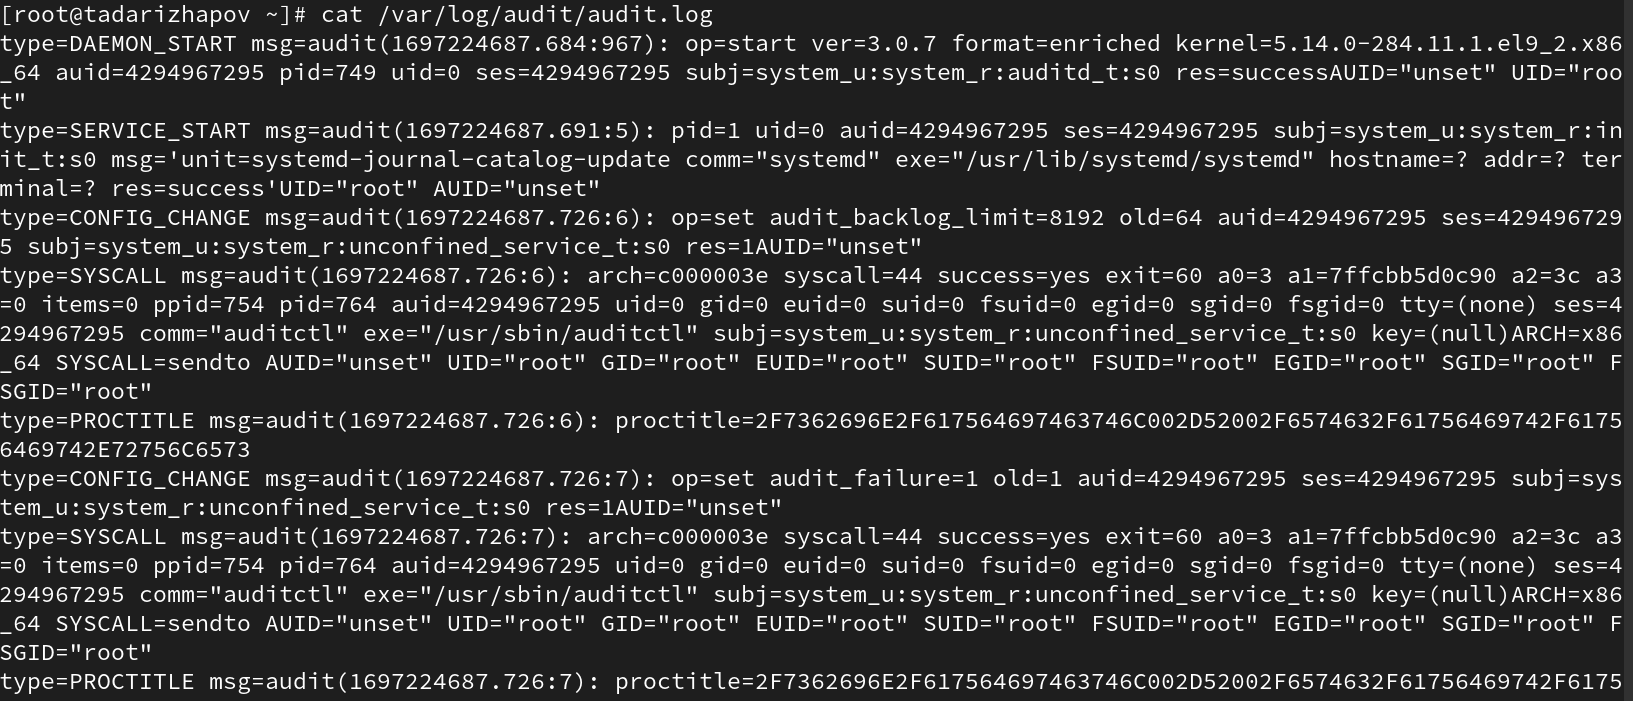 [root@tadarizhapov ~]# cat /var/log/audit/audit.log
type=DAEMON_START msg=audit(1697224687.684:967): op=start ver=3.0.7 format=enriched kernel=5.14.0-284.11.1.el9_2.x86
_64 auid=4294967295 pid=749 uid=0 ses=4294967295 subj=system_u:system_r:auditd_t:s0 res=successAUID="unset" UID="roo
t"
type=SERVICE_START msg=audit(1697224687.691:5): pid=1 uid=0 auid=4294967295 ses=4294967295 subj=system_u:system_r:in
it_t:s0 msg='unit=systemd-journal-catalog-update comm="systemd" exe="/usr/lib/systemd/systemd" hostname=? addr=? ter
minal=? res=success'UID="root" AUID="unset"
type=CONFIG_CHANGE msg=audit(1697224687.726:6): op=set audit_backlog_limit=8192 old=64 auid=4294967295 ses=429496729
5 subj=system_u:system_r:unconfined_service_t:s0 res=1AUID="unset"
type=SYSCALL msg=audit(1697224687.726:6): arch=c000003e syscall=44 success=yes exit=60 a0=3 a1=7ffcbb5d0c90 a2=3c a3
=0 items=0 ppid=754 pid=764 auid=4294967295 uid=0 gid=0 euid=0 suid=0 fsuid=0 egid=0 sgid=0 fsgid=0 tty=(none) ses=4
294967295 comm="auditctl" exe="/usr/sbin/auditctl" subj=system_u:system_r:unconfined_service_t:s0 key=(null)ARCH=x86
_64 SYSCALL=sendto AUID="unset" UID="root" GID="root" EUID="root" SUID="root" FSUID="root" EGID="root" SGID="root" F
SGID="root"
type=PROCTITLE msg=audit(1697224687.726:6): proctitle=2F7362696E2F617564697463746C002D52002F6574632F61756469742F6175
6469742E72756C6573
type=CONFIG_CHANGE msg=audit(1697224687.726:7): op=set audit_failure=1 old=1 auid=4294967295 ses=4294967295 subj=sys
tem_u:system_r:unconfined_service_t:s0 res=1AUID="unset"
type=SYSCALL msg=audit(1697224687.726:7): arch=c000003e syscall=44 success=yes exit=60 a0=3 a1=7ffcbb5d0c90 a2=3c a3
=0 items=0 ppid=754 pid=764 auid=4294967295 uid=0 gid=0 euid=0 suid=0 fsuid=0 egid=0 sgid=0 fsgid=0 tty=(none) ses=4
294967295 comm="auditctl" exe="/usr/sbin/auditctl" subj=system_u:system_r:unconfined_service_t:s0 key=(null)ARCH=x86
_64 SYSCALL=sendto AUID="unset" UID="root" GID="root" EUID="root" SUID="root" FSUID="root" EGID="root" SGID="root" F
SGID="root"
type=PROCTITLE msg=audit(1697224687.726:7): proctitle=2F7362696E2F617564697463746C002D52002F6574632F61756469742F6175